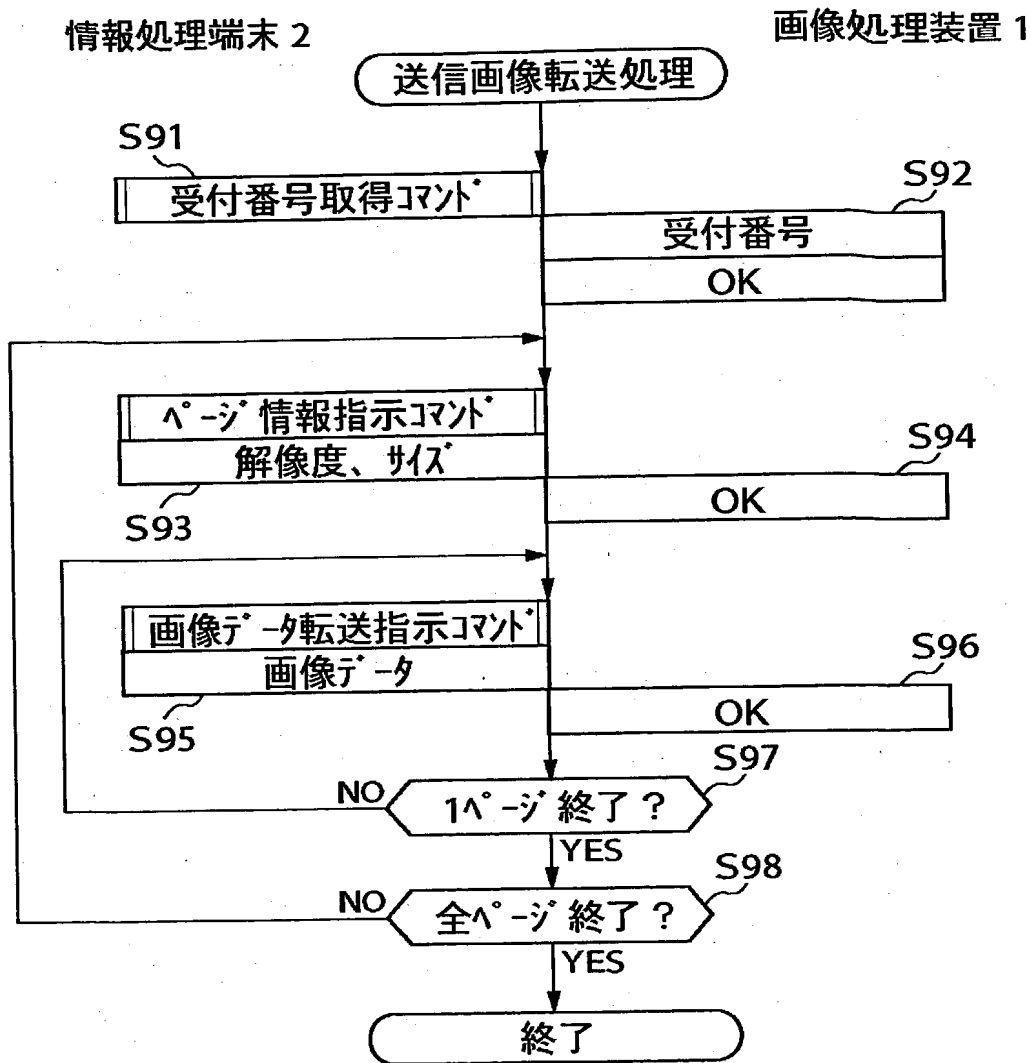 情報処理端末 2
画像処理装置 1
送信画像転送処理
S91
受付番号取得ｺﾏﾝﾄﾞ
S92
受付番号
OK
ﾍﾟｰｼﾞ情報指示ｺﾏﾝﾄﾞ
解像度、ｻｲｽﾞ
S93
S94
OK
画像ﾃﾞｰﾀ転送指示ｺﾏﾝﾄﾞ
画像ﾃﾞｰﾀ
S95
S96
OK
S97
NO
1ﾍﾟｰｼﾞ終了？
YES
S98
NO
全ﾍﾟｰｼﾞ終了？
YES
終了